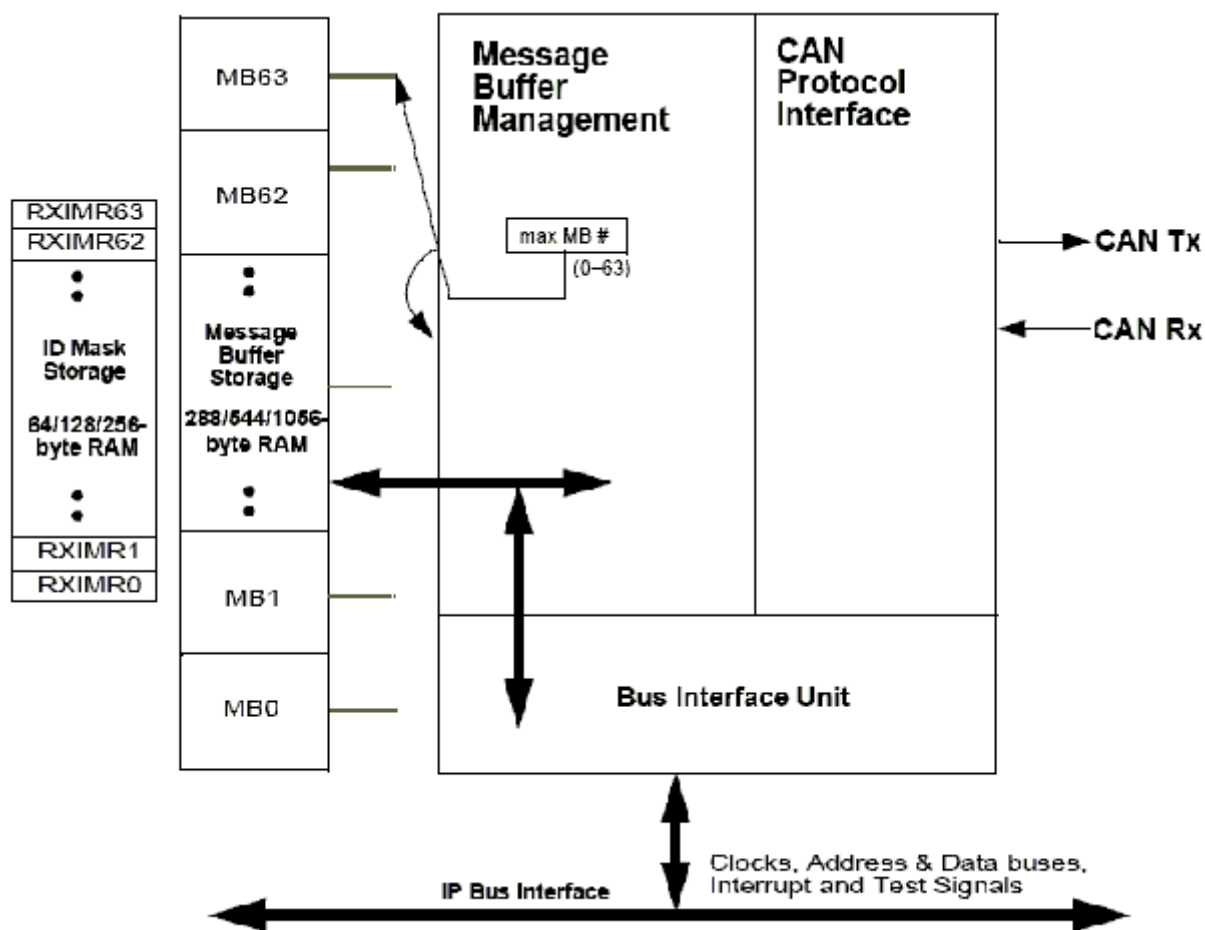 MB63
MB62
Message
Buffer
Storage
288/544/1056-
byte RAM
MB1
MB0
RXIMR63
RXIMR62
ID Mask
Storage
64/128/256-
byte RAM
RXIMR1
RXIMR0
Message
Buffer
Management
max MB #
(0–63)
CAN
Protocol
Interface
CAN Tx
CAN Rx
Bus Interface Unit
Clocks, Address & Data buses,
Interrupt and Test Signals
IP Bus Interface